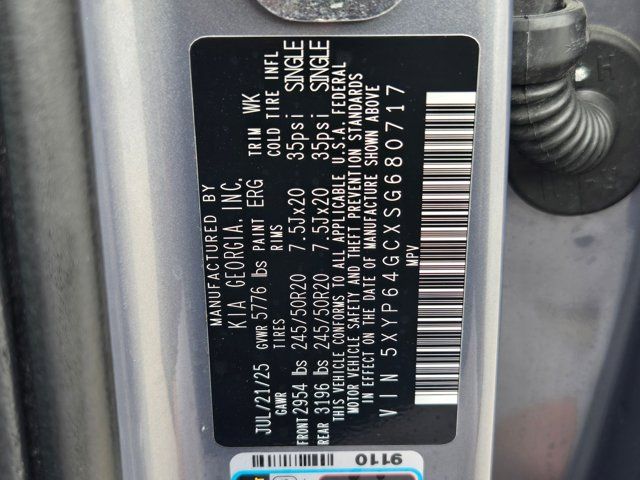 MANUFACTURED BY
KIA GEORGIA. INC.
JUL/21/25 GVWR 5776 lbs PAINT ERG TRIM WK
GAWR TIRES RIMS COLD TIRE INFL
FRONT 2954 lbs 245/50R20 7.5Jx20 35psi SINGLE
REAR 3196 lbs 245/50R20 7.5Jx20 35psi SINGLE
THIS VEHICLE CONFORMS TO ALL APPLICABLE U.S.A. FEDERAL
MOTOR VEHICLE SAFETY AND THEFT PREVENTION STANDARDS
IN EFFECT ON THE DATE OF MANUFACTURE SHOWN ABOVE
VIN 5XYP64GCXSG680717
MPV
9110
H